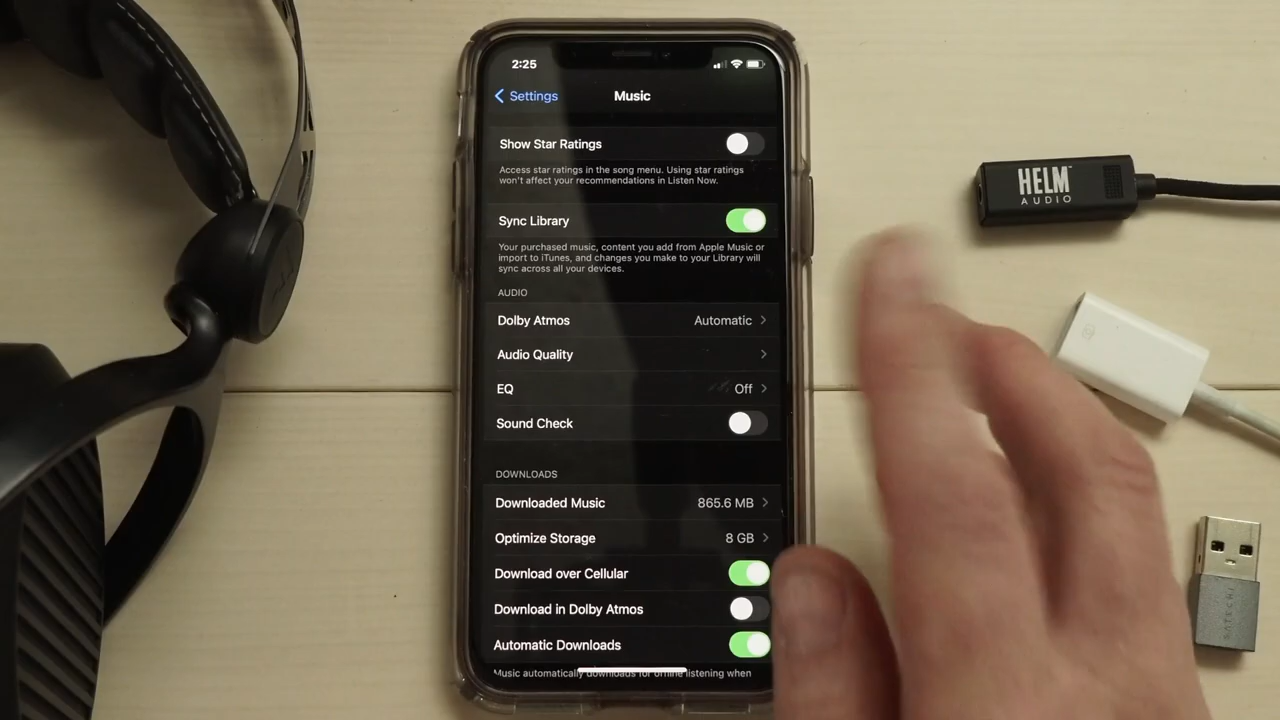 2:25
Settings
Music
Show Star Ratings
Access star ratings in the song menu. Using star ratings
won't affect your recommendations in Listen Now.
Sync Library
Your purchased music, content you add from Apple Music or
import to iTunes, and changes you make to your Library will
sync across all your devices.
AUDIO
Dolby Atmos Automatic
Audio Quality
EQ Off
Sound Check
DOWNLOADS
Downloaded Music 865.6 MB
Optimize Storage 8 GB
Download over Cellular
Download in Dolby Atmos
Automatic Downloads
Music automatically downloads for offline listening when
HELM™
AUDIO
SATECHI